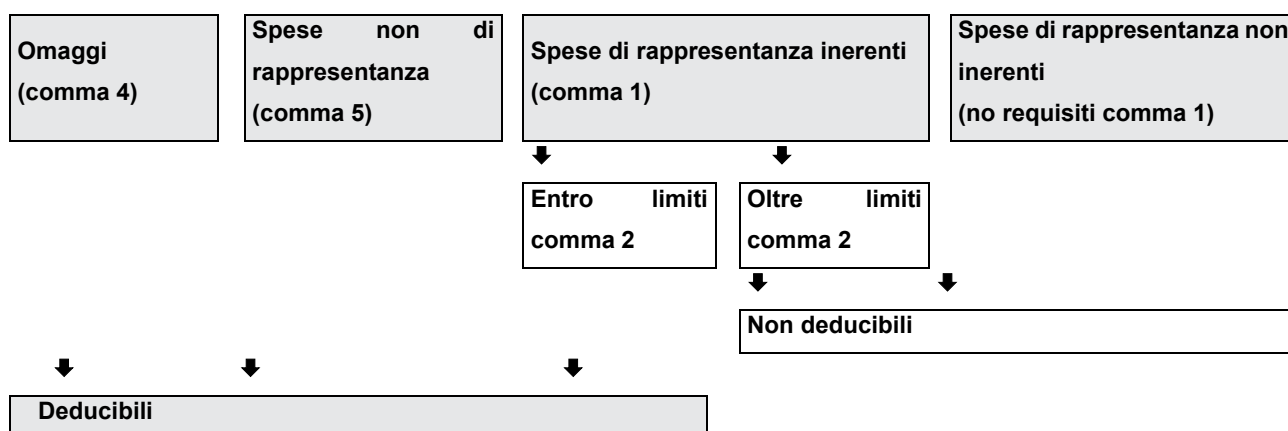 Omaggi
(comma 4)
Spese non di
rappresentanza
(comma 5)
Spese di rappresentanza inerenti
(comma 1)
Spese di rappresentanza non
inerenti
(no requisiti comma 1)
Entro limiti
comma 2
Oltre limiti
comma 2
Non deducibili
Deducibili